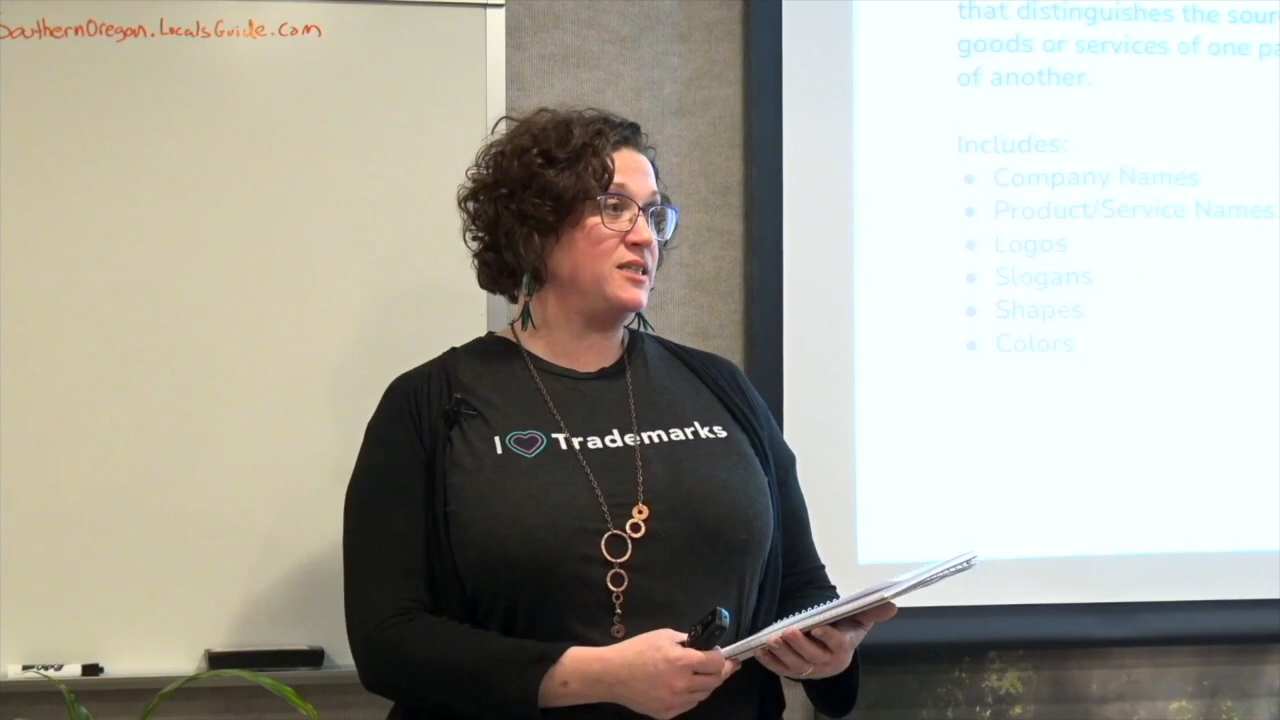 SouthernOregon.LocalsGuide.com
that distinguishes the sour
goods or services of one pa
of another.
Includes:
● Company Names
● Product/Service Names
● Logos
● Slogans
● Shapes
● Colors
I Trademarks